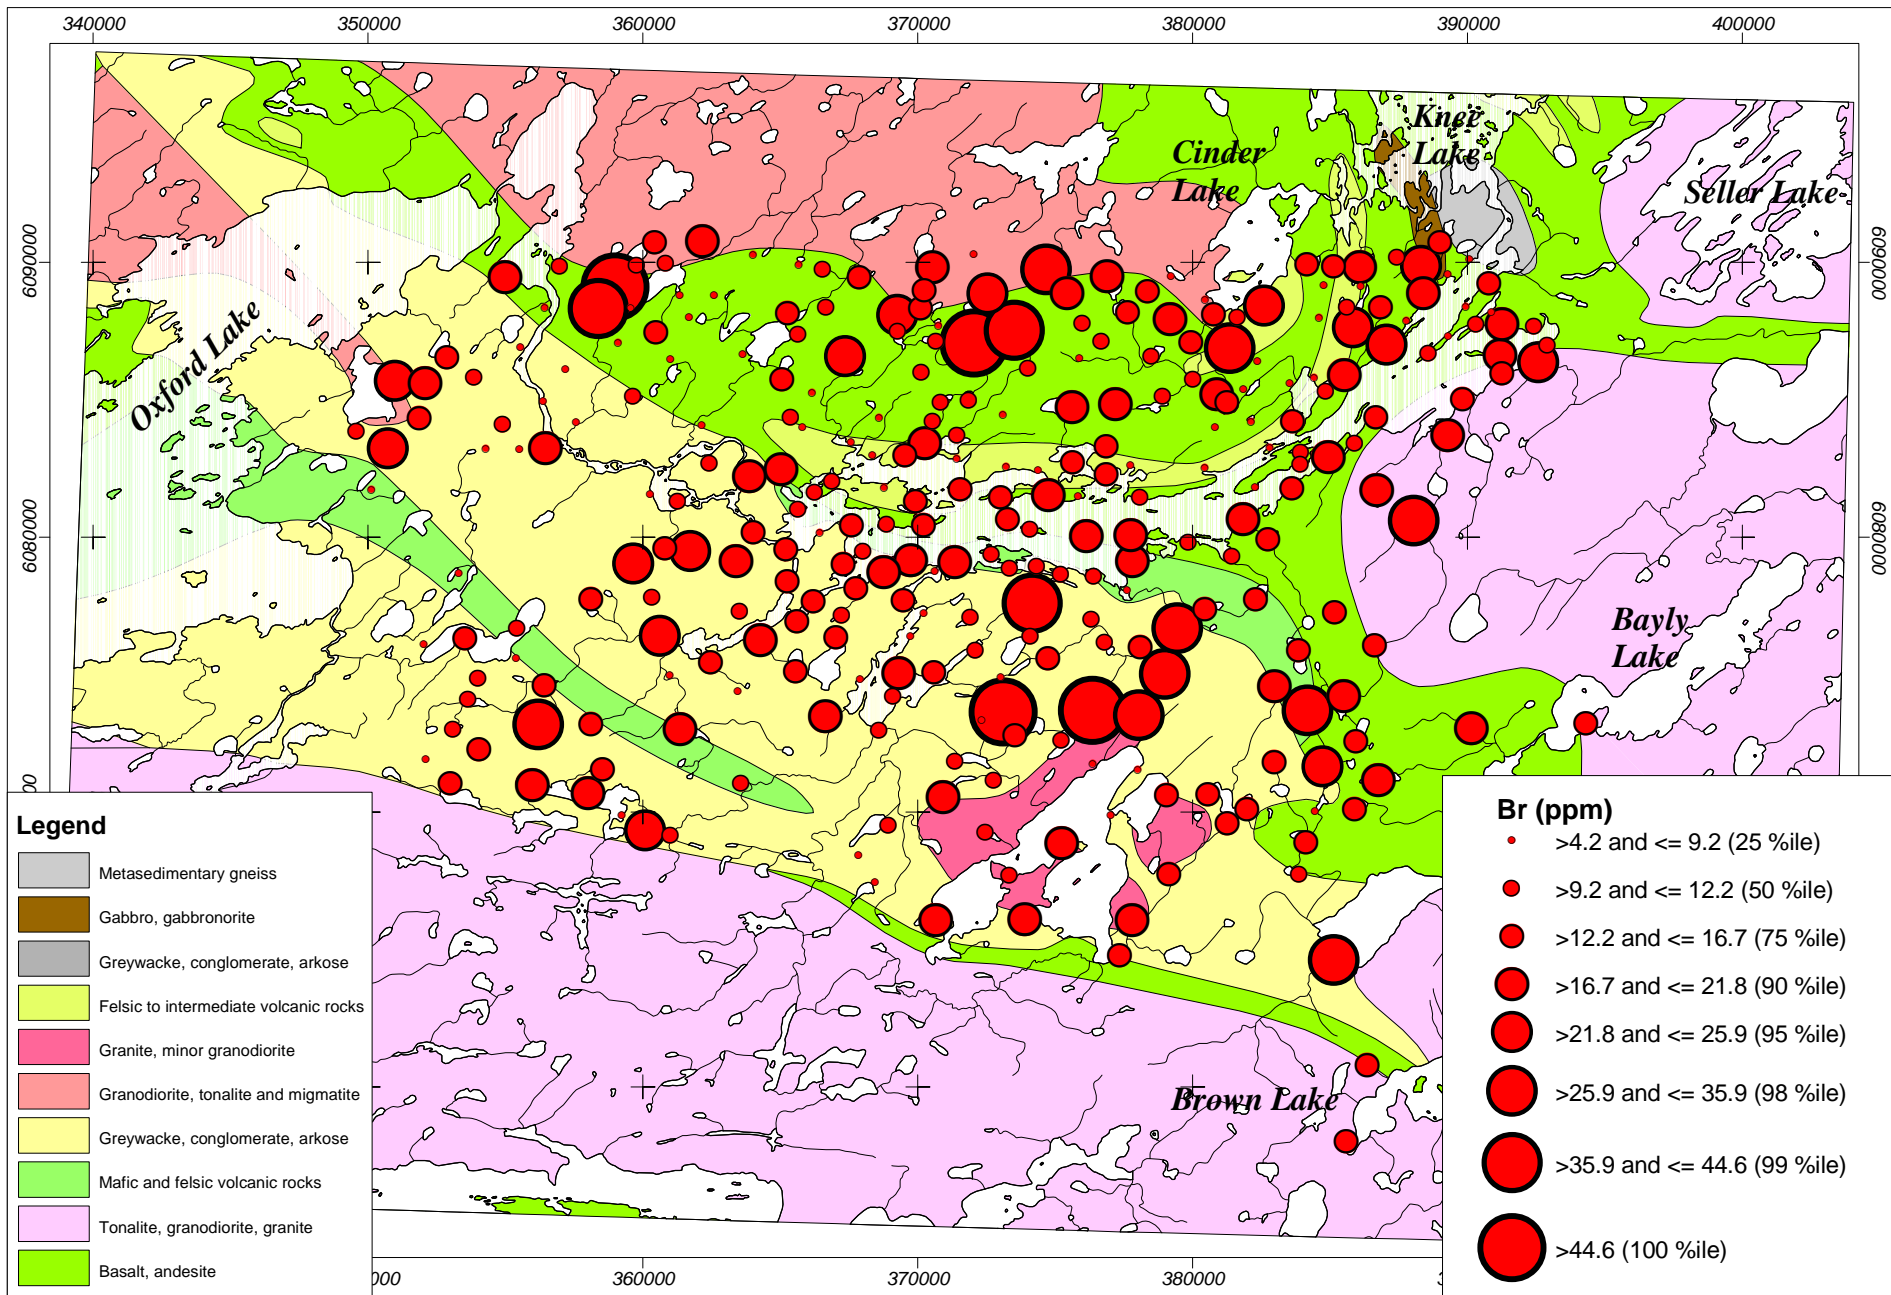 340000 350000 360000 370000 380000 390000 400000
Knee
Lake
Cinder
Lake
Seller Lake
6090000
6090000
Oxford Lake
6080000
6080000
Bayly
Lake
Brown Lake
Legend
Metasedimentary gneiss
Gabbro, gabbronorite
Greywacke, conglomerate, arkose
Felsic to intermediate volcanic rocks
Granite, minor granodiorite
Granodiorite, tonalite and migmatite
Greywacke, conglomerate, arkose
Mafic and felsic volcanic rocks
Tonalite, granodiorite, granite
Basalt, andesite
Br (ppm)
>4.2 and <= 9.2 (25 %ile)
>9.2 and <= 12.2 (50 %ile)
>12.2 and <= 16.7 (75 %ile)
>16.7 and <= 21.8 (90 %ile)
>21.8 and <= 25.9 (95 %ile)
>25.9 and <= 35.9 (98 %ile)
>35.9 and <= 44.6 (99 %ile)
>44.6 (100 %ile)
360000 370000 380000